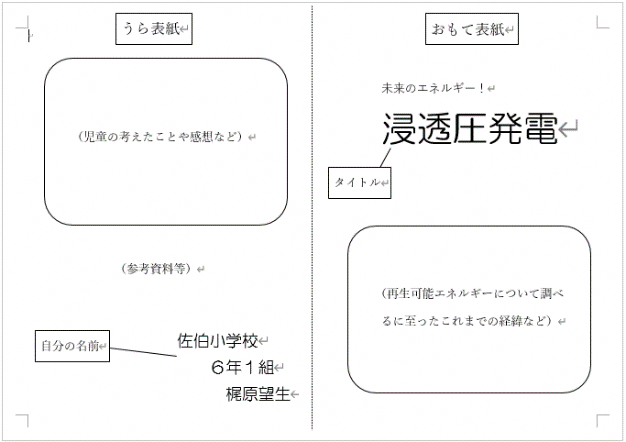 うら表紙
(児童の考えたことや感想など)
(参考資料等)
自分の名前
佐伯小学校
6年1組
梶原望生
おもて表紙
未来のエネルギー!
浸透圧発電
タイトル
(再生可能エネルギーについて調べ
るに至ったこれまでの経緯など)